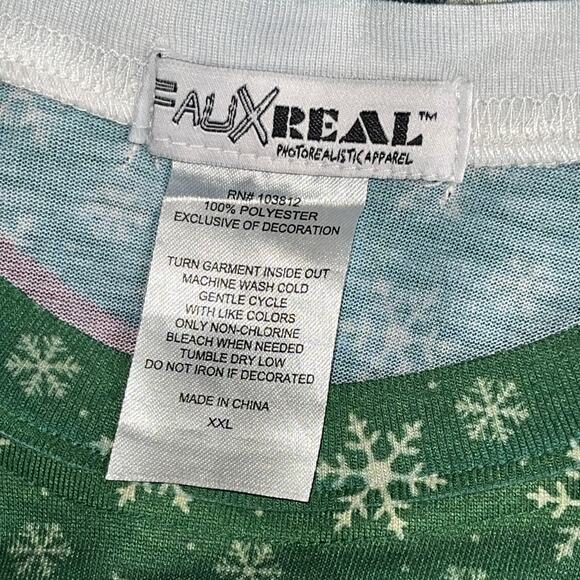 FAUXREAL™
PHOTOREALISTIC APPAREL
RN# 103812
100% POLYESTER
EXCLUSIVE OF DECORATION
TURN GARMENT INSIDE OUT
MACHINE WASH COLD
GENTLE CYCLE
WITH LIKE COLORS
ONLY NON-CHLORINE
BLEACH WHEN NEEDED
TUMBLE DRY LOW
DO NOT IRON IF DECORATED
MADE IN CHINA
XXL